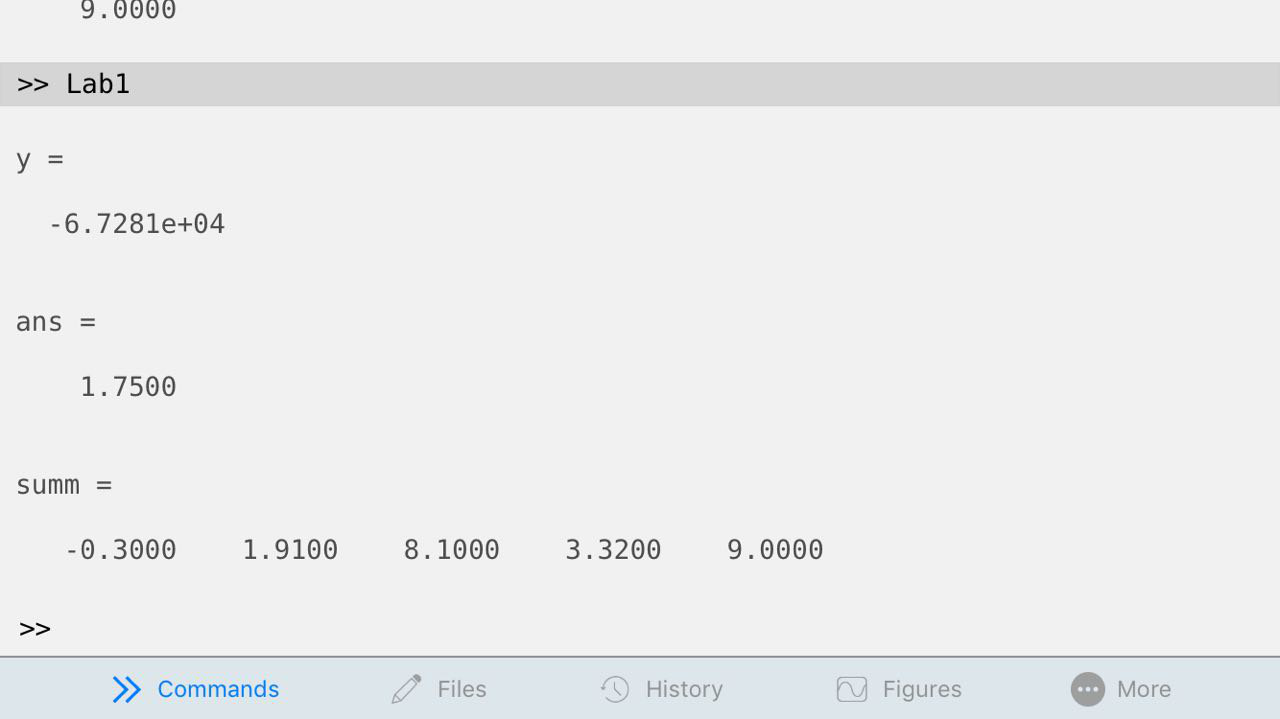 9.0000
>> Lab1
y =
-6.7281e+04
ans =
1.7500
summ =
-0.3000 1.9100 8.1000 3.3200 9.0000
>>
Commands Files History Figures More